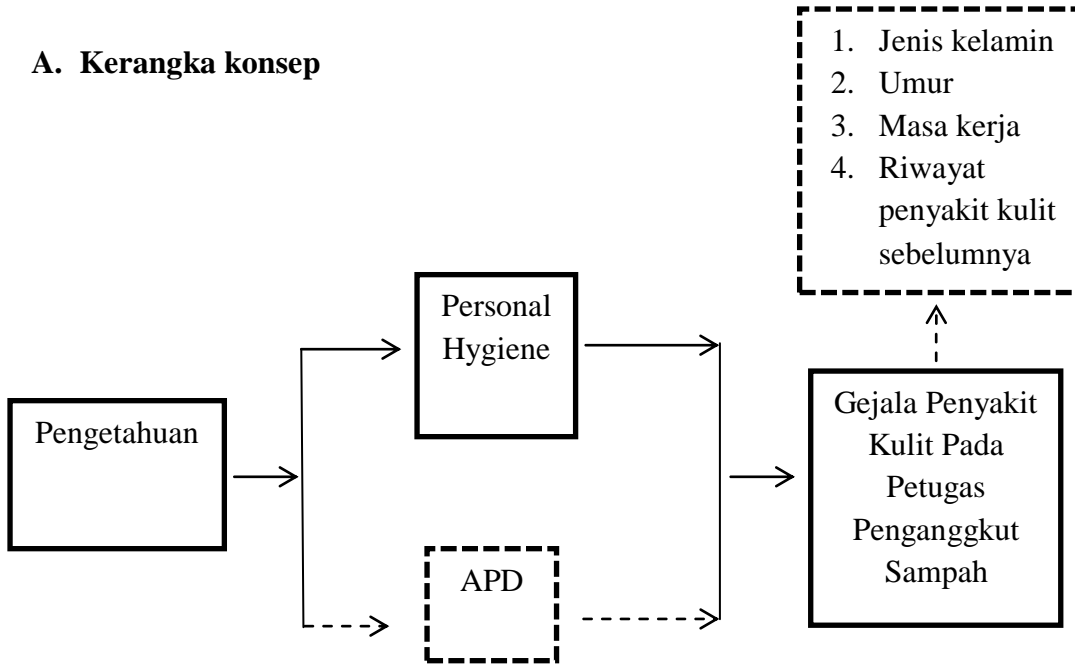 A. Kerangka konsep
1. Jenis kelamin
2. Umur
3. Masa kerja
4. Riwayat
penyakit kulit
sebelumnya
Personal
Hygiene
Pengetahuan
Gejala Penyakit
Kulit Pada
Petugas
Penganggkut
Sampah
APD